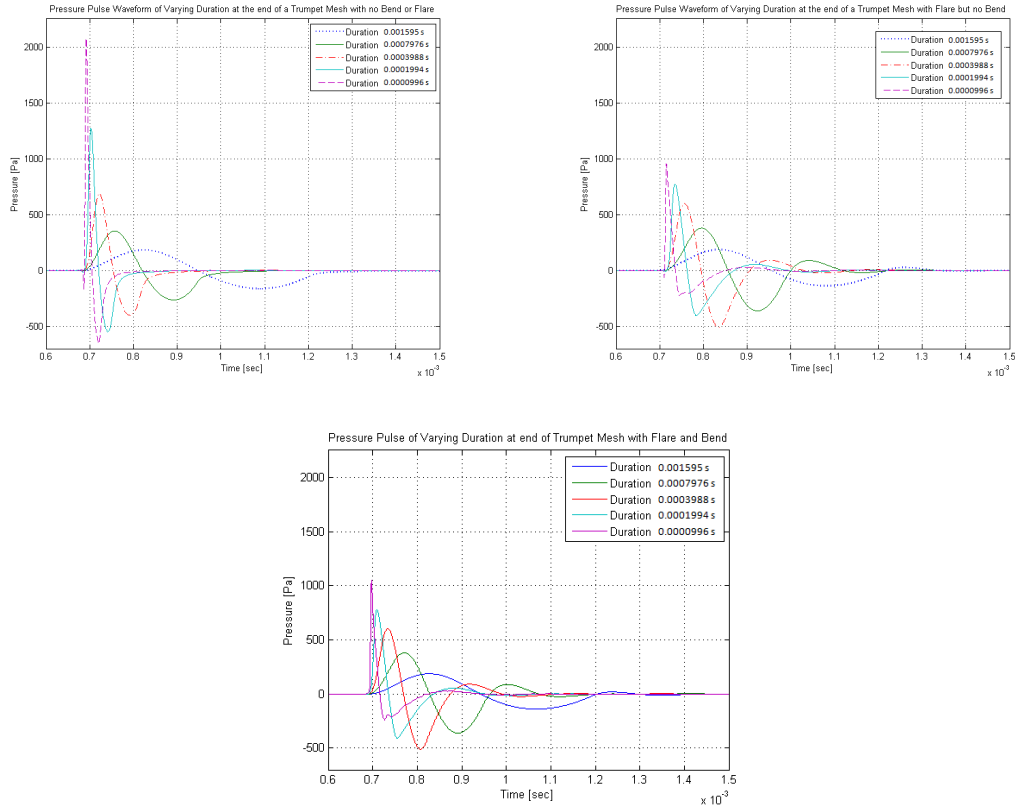 Pressure Pulse Waveform of Varying Duration at the end of a Trumpet Mesh with no Bend or Flare
Duration 0.001595 s
Duration 0.0007976 s
Duration 0.0003988 s
Duration 0.0001994 s
Duration 0.0000996 s
Pressure [Pa]
2000
1500
1000
500
0
-500
0.6 0.7 0.8 0.9 1 1.1 1.2 1.3 1.4 1.5
Time [sec]
x 10-3
Pressure Pulse Waveform of Varying Duration at the end of a Trumpet Mesh with Flare but no Bend
Duration 0.001595 s
Duration 0.0007976 s
Duration 0.0003988 s
Duration 0.0001994 s
Duration 0.0000996 s
Pressure [Pa]
2000
1500
1000
500
0
-500
0.6 0.7 0.8 0.9 1 1.1 1.2 1.3 1.4 1.5
Time [sec]
x 10-3
Pressure Pulse of Varying Duration at end of Trumpet Mesh with Flare and Bend
Duration 0.001595 s
Duration 0.0007976 s
Duration 0.0003988 s
Duration 0.0001994 s
Duration 0.0000996 s
Pressure [Pa]
2000
1500
1000
500
0
-500
0.6 0.7 0.8 0.9 1 1.1 1.2 1.3 1.4 1.5
Time [sec]
x 10-3